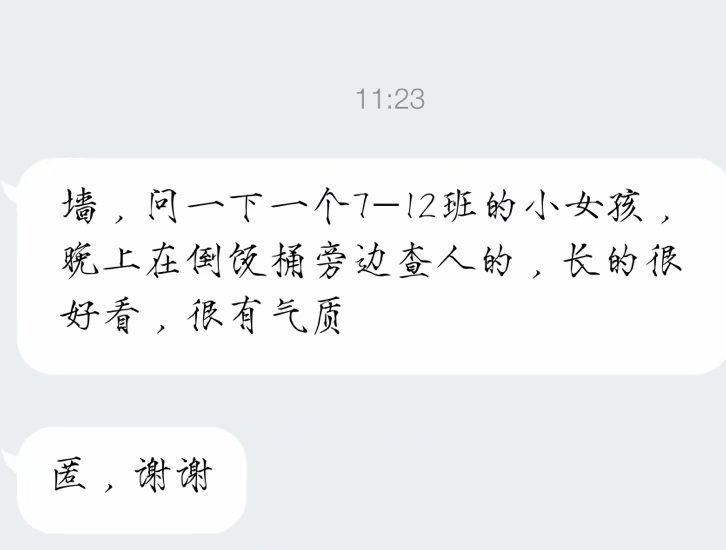 11:23
墙，问一下一个7-12班的小女孩，
晚上在倒饭桶旁边查人的，长的很
好看，很有气质
匿，谢谢